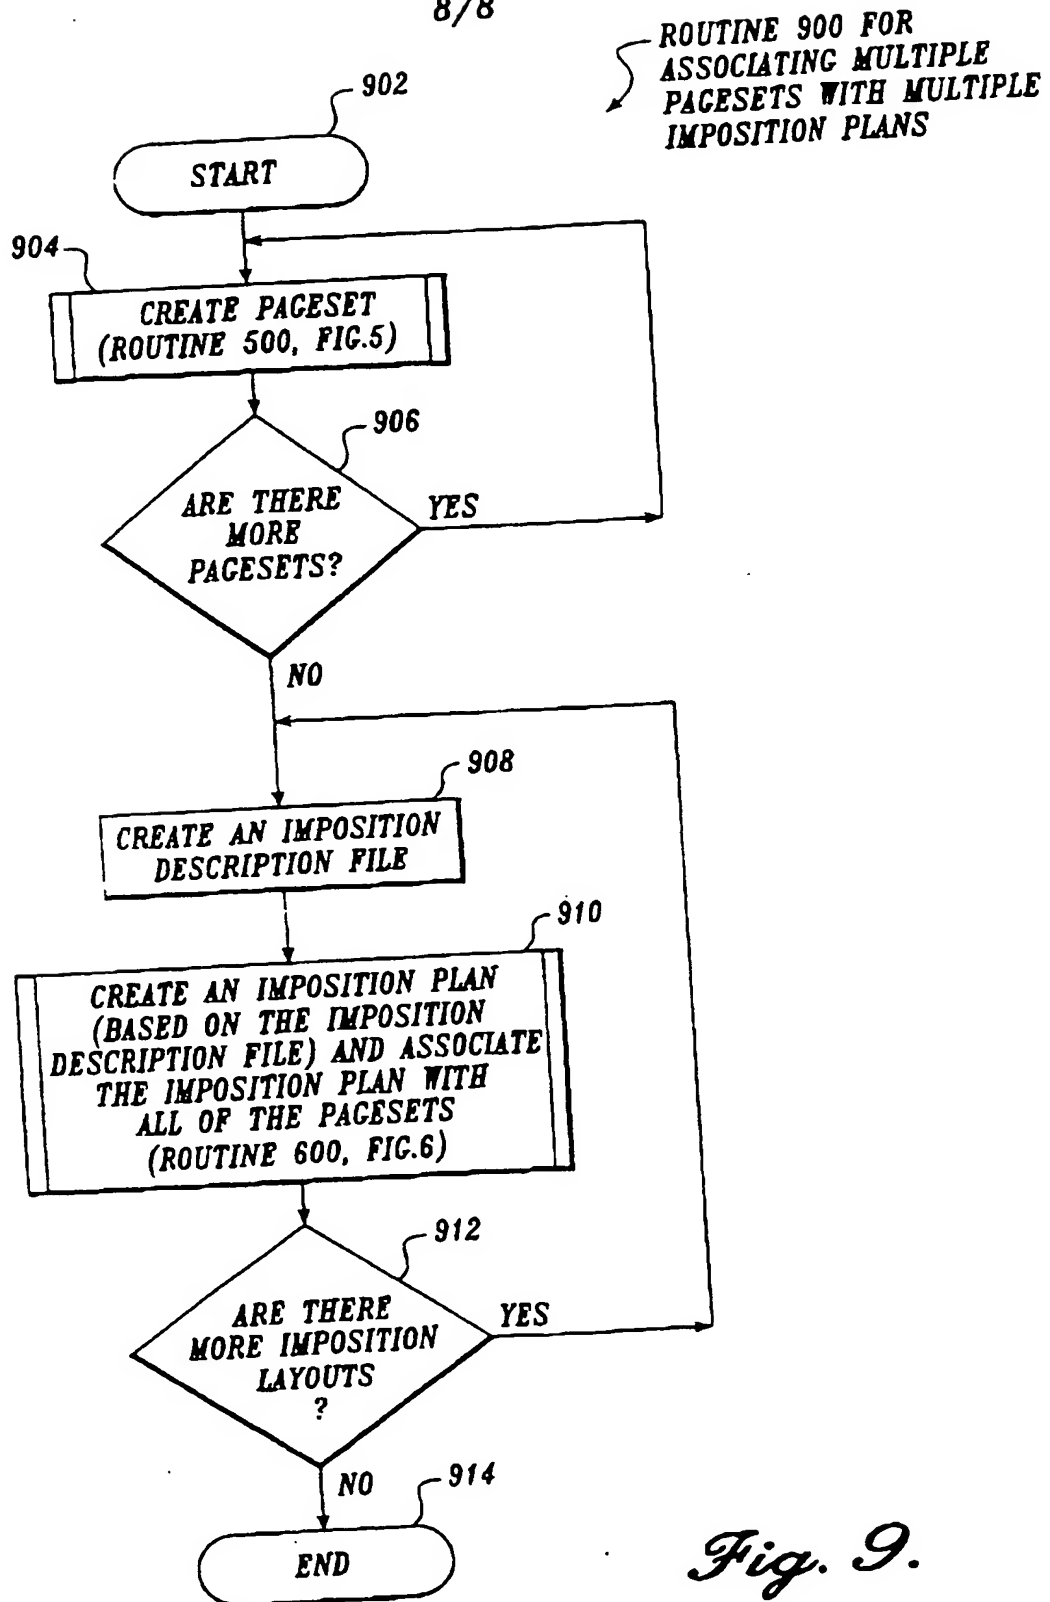 8/8
ROUTINE 900 FOR
ASSOCIATING MULTIPLE
PAGESETS WITH MULTIPLE
IMPOSITION PLANS
902
START
904
CREATE PAGESET
(ROUTINE 500, FIG.5)
906
ARE THERE
MORE
PAGESETS?
YES
NO
908
CREATE AN IMPOSITION
DESCRIPTION FILE
910
CREATE AN IMPOSITION PLAN
(BASED ON THE IMPOSITION
DESCRIPTION FILE) AND ASSOCIATE
THE IMPOSITION PLAN WITH
ALL OF THE PAGESETS
(ROUTINE 600, FIG.6)
912
ARE THERE
MORE IMPOSITION
LAYOUTS
?
YES
NO
914
END
Fig. 9.